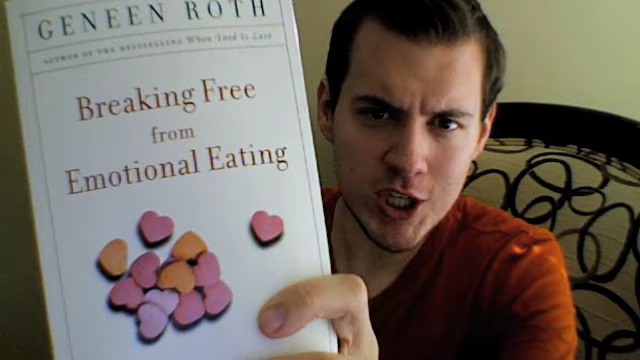 GENEEN ROTH
AUTHOR OF THE BESTSELLING When Food Is Love
Breaking Free
from
Emotional Eating